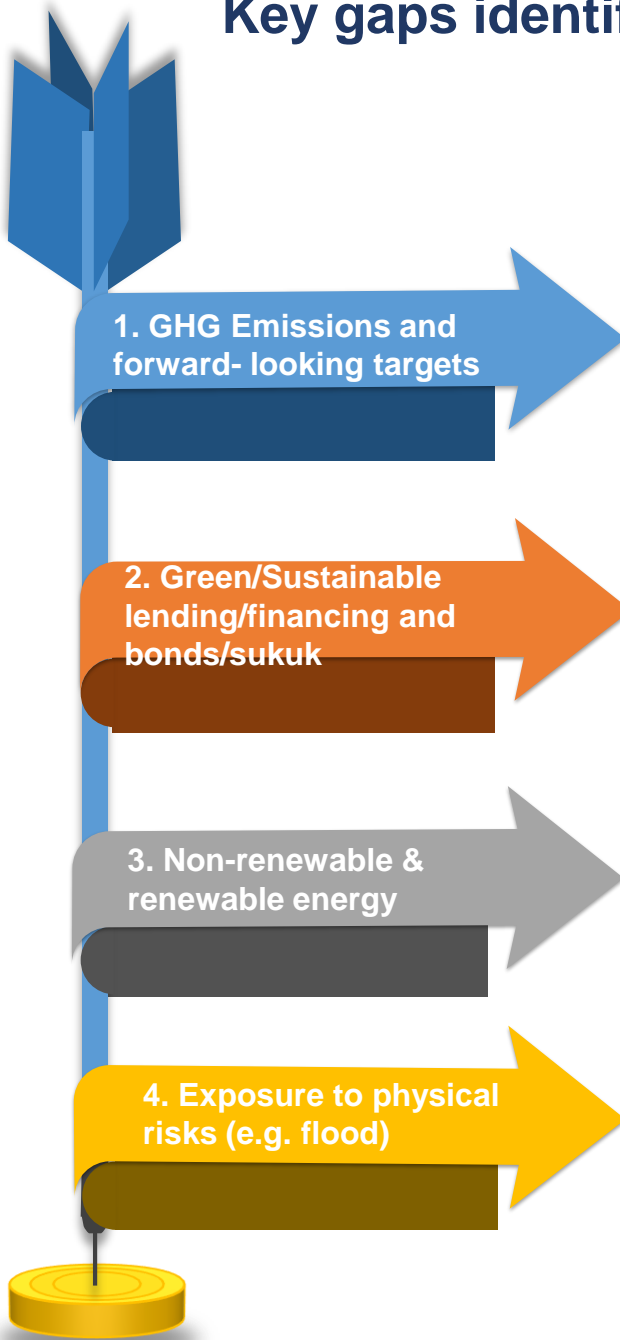 Key gaps identif
1. GHG Emissions and
forward- looking targets
2. Green/Sustainable
lending/financing and
bonds/sukuk
3. Non-renewable &
renewable energy
4. Exposure to physical
risks (e.g. flood)